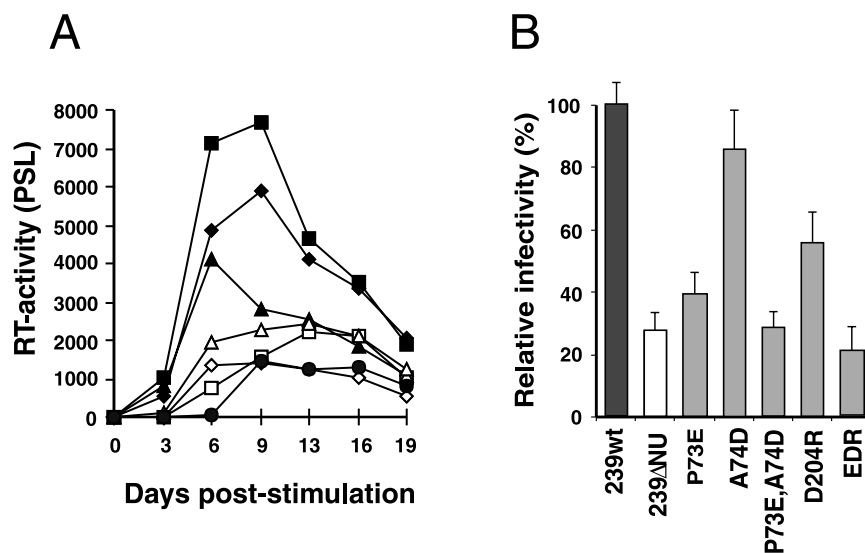 A
B
RT-activity (PSL)
8000
7000
6000
5000
4000
3000
2000
1000
0
0 3 6 9 13 16 19
Days post-stimulation
Relative infectivity (%)
100
80
60
40
20
0
239wt
239ΔNU
P73E
A74D
P73E,A74D
D204R
EDR